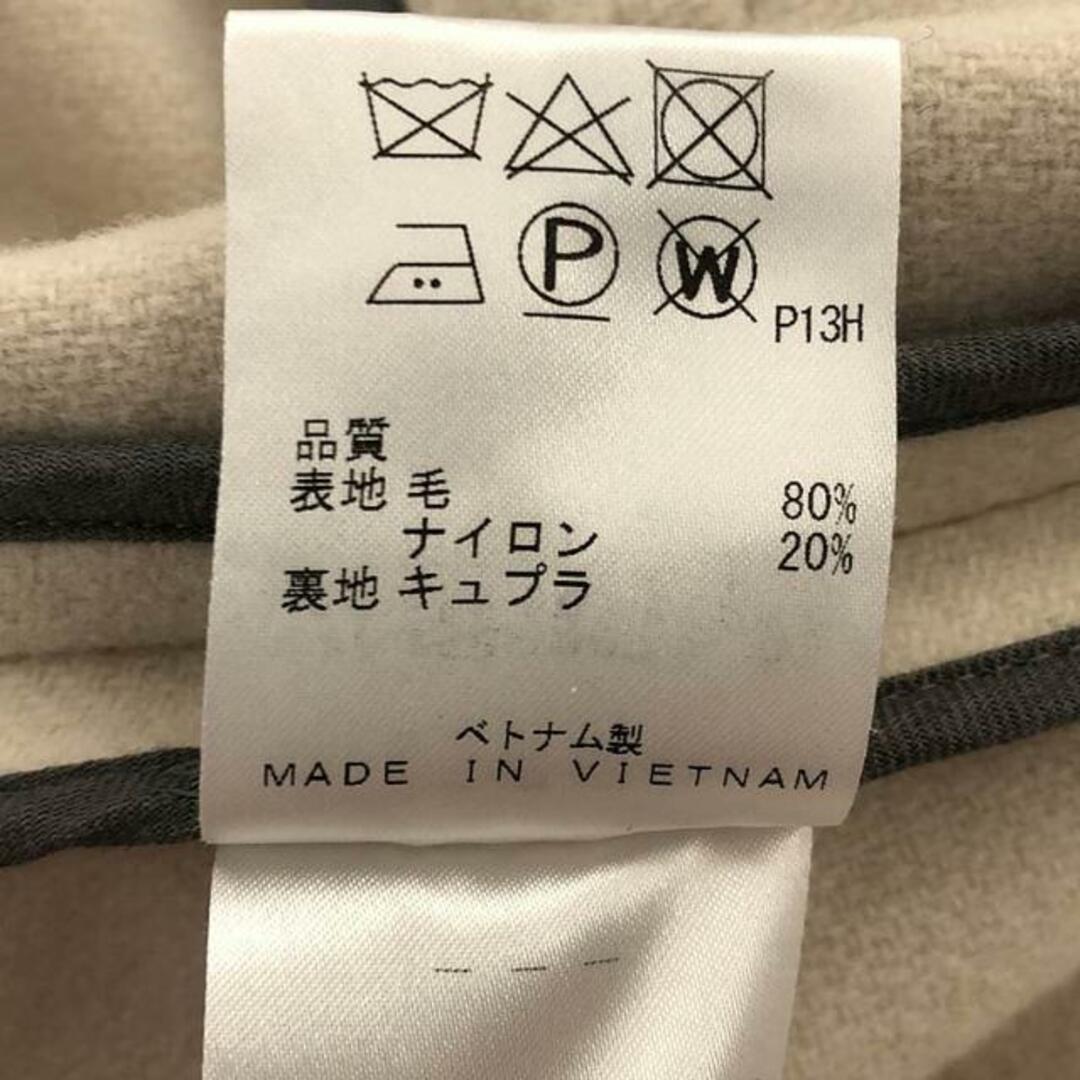 P
W
P13H
品質
表地 毛 80%
ナイロン 20%
裏地 キュプラ
ベトナム製
MADE IN VIETNAM